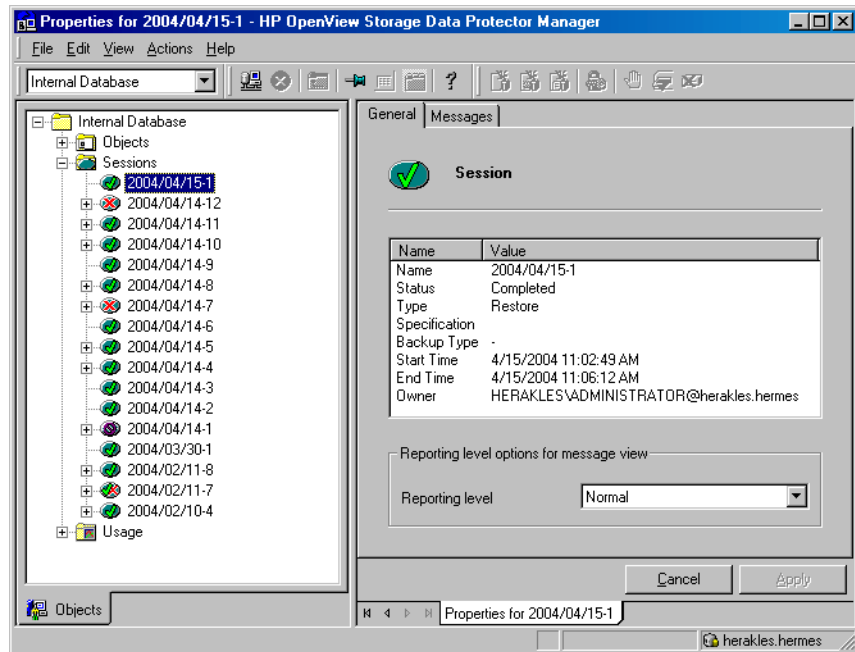 Properties for 2004/04/15-1 - HP OpenView Storage Data Protector Manager
File Edit View Actions Help
Internal Database
Internal Database
Objects
Sessions
2004/04/15-1
2004/04/14-12
2004/04/14-11
2004/04/14-10
2004/04/14-9
2004/04/14-8
2004/04/14-7
2004/04/14-6
2004/04/14-5
2004/04/14-4
2004/04/14-3
2004/04/14-2
2004/04/14-1
2004/03/30-1
2004/02/11-8
2004/02/11-7
2004/02/10-4
Usage
Objects
General Messages
Session
Name Value
Name 2004/04/15-1
Status Completed
Type Restore
Specification
Backup Type -
Start Time 4/15/2004 11:02:49 AM
End Time 4/15/2004 11:06:12 AM
Owner HERAKLES\ADMINISTRATOR@herakles.hermes
Reporting level options for message view
Reporting level Normal
Cancel Apply
Properties for 2004/04/15-1
herakles.hermes